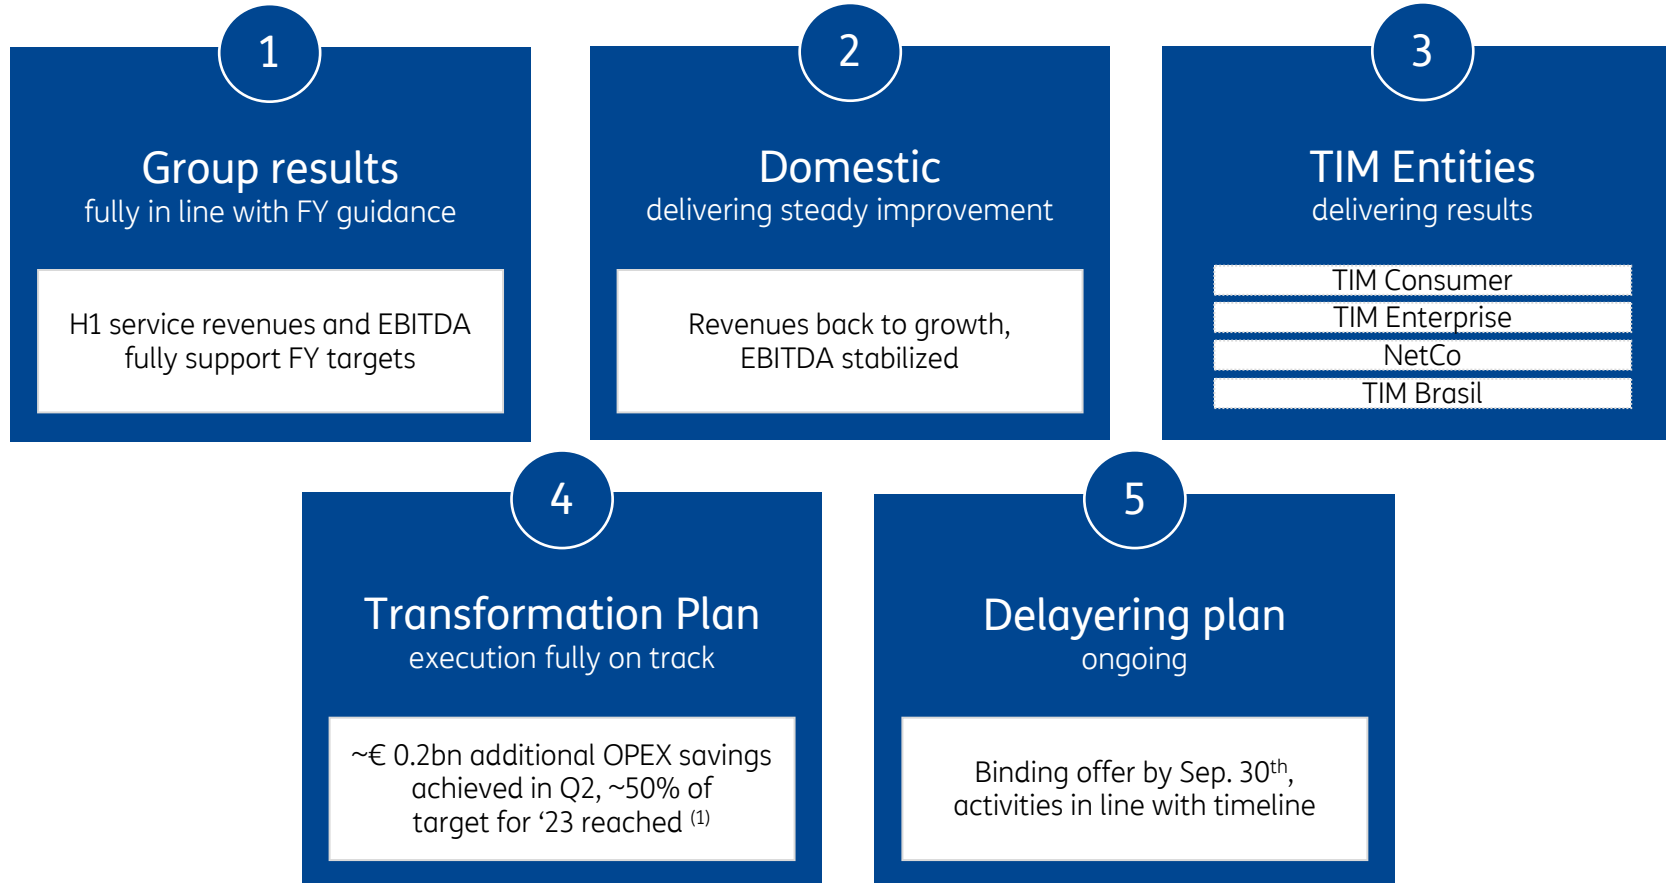 1
Group results
fully in line with FY guidance
H1 service revenues and EBITDA
fully support FY targets
2
Domestic
delivering steady improvement
Revenues back to growth,
EBITDA stabilized
3
TIM Entities
delivering results
TIM Consumer
TIM Enterprise
NetCo
TIM Brasil
4
Transformation Plan
execution fully on track
~€ 0.2bn additional OPEX savings
achieved in Q2, ~50% of
target for ‘23 reached (1)
5
Delayering plan
ongoing
Binding offer by Sep. 30th,
activities in line with timeline